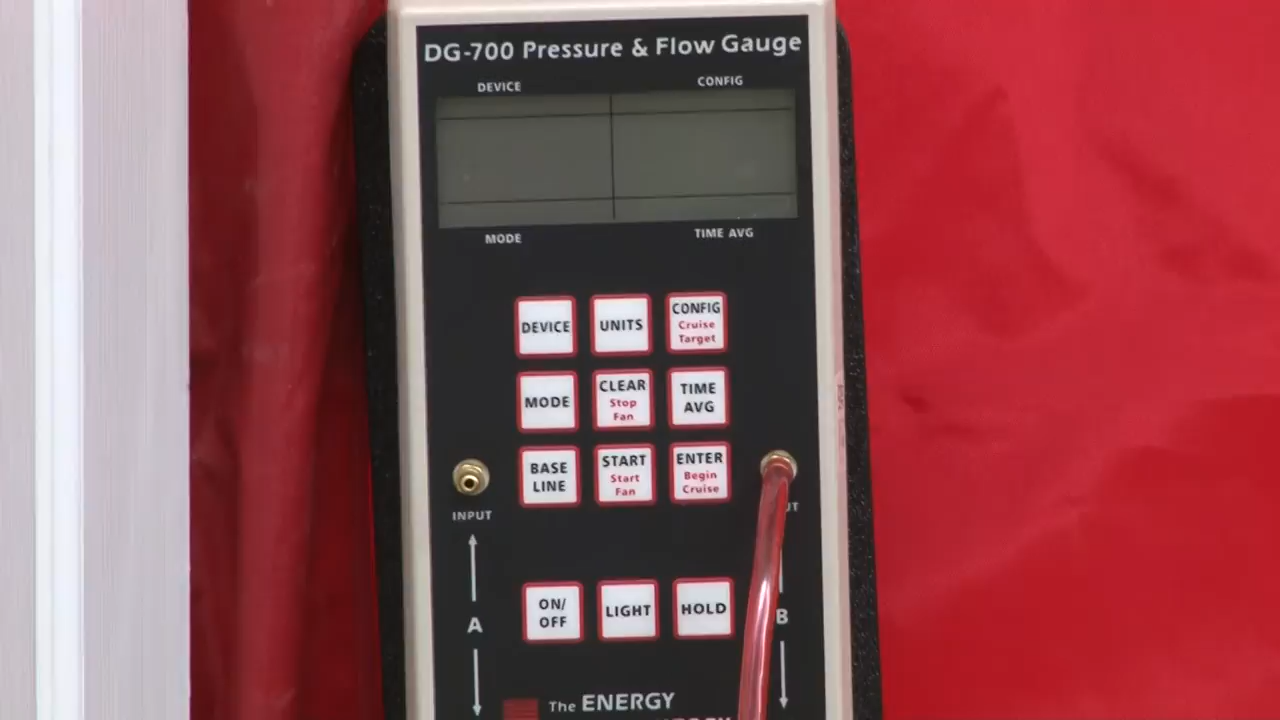 DG-700 Pressure & Flow Gauge
DEVICE CONFIG
MODE TIME AVG
DEVICE UNITS CONFIG
Cruise
Target
MODE CLEAR
Stop
Fan
TIME
AVG
BASE
LINE
START
Start
Fan
ENTER
Begin
Cruise
INPUT
A
B
ON/
OFF
LIGHT HOLD
The ENERGY